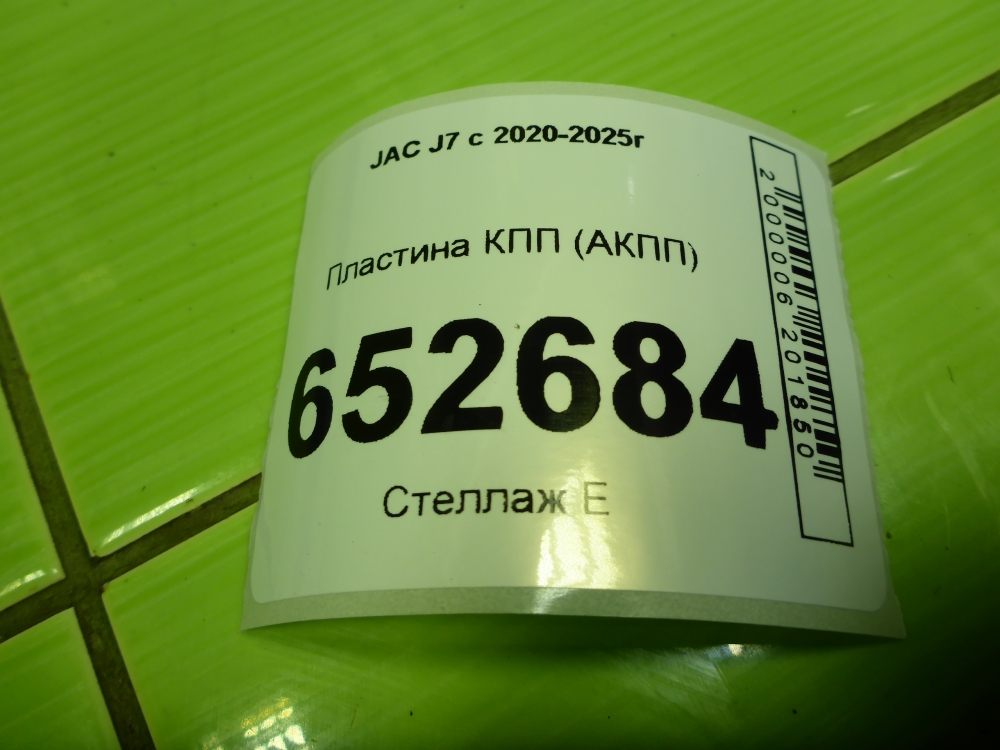 JAC J7 с 2020-2025г
Пластина КПП (АКПП)
652684
Стеллаж Е
2000006201850